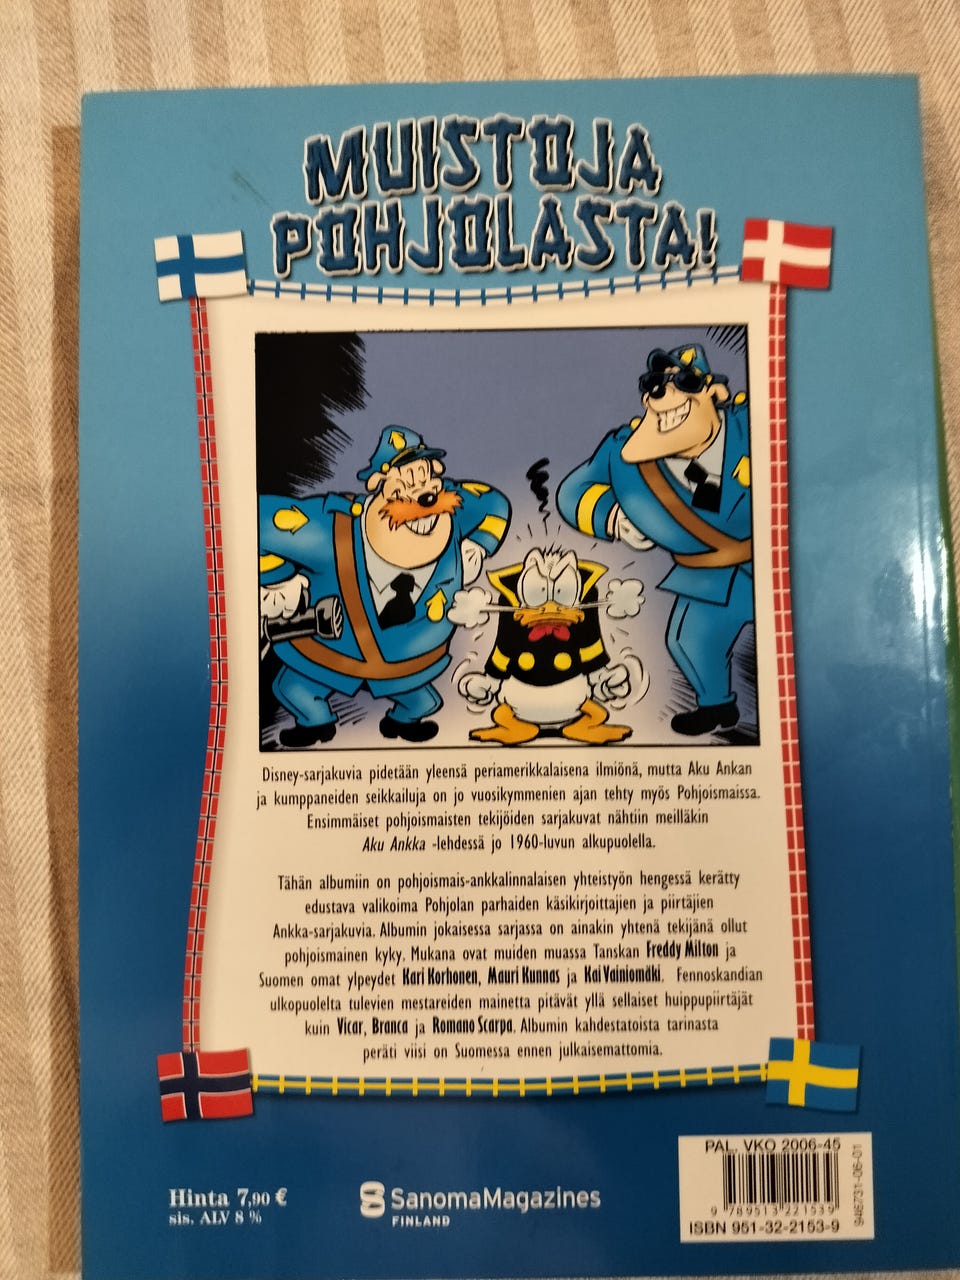 MUISTOJA
POHJOLASTA!
Disney-sarjakuvia pidetään yleensä periamerikkalaisena ilmiönä, mutta Aku Ankan
ja kumppaneiden seikkailuja on jo vuosikymmenien ajan tehty myös Pohjoismaissa.
Ensimmäiset pohjoismaisten tekijöiden sarjakuvat nähtiin meilläkin
Aku Ankka -lehdessä jo 1960-luvun alkupuolella.
Tähän albumiin on pohjoismais-ankkalinnalaisen yhteistyön hengessä kerätty
edustava valikoima Pohjolan parhaiden käsikirjoittajien ja piirtäjien
Ankka-sarjakuvia. Albumin jokaisessa sarjassa on ainakin yhtenä tekijänä ollut
pohjoismainen kyky. Mukana ovat muiden muassa Tanskan Freddy Milton ja
Suomen omat ylpeydet Kari Korhonen, Mauri Kunnas ja Kai Vainiomäki. Fennoskandian
ulkopuolelta tulevien mestareiden mainetta pitävät yllä sellaiset huippupiirtäjät
kuin Vicar, Branca ja Romano Scarpa. Albumin kahdestatoista tarinasta
peräti viisi on Suomessa ennen julkaisemattomia.
Hinta 7,90 €
sis. ALV 8 %
SanomaMagazines
FINLAND
PAL. VKO 2006-45
9 789513 221539
ISBN 951-32-2153-9
946731-06-01